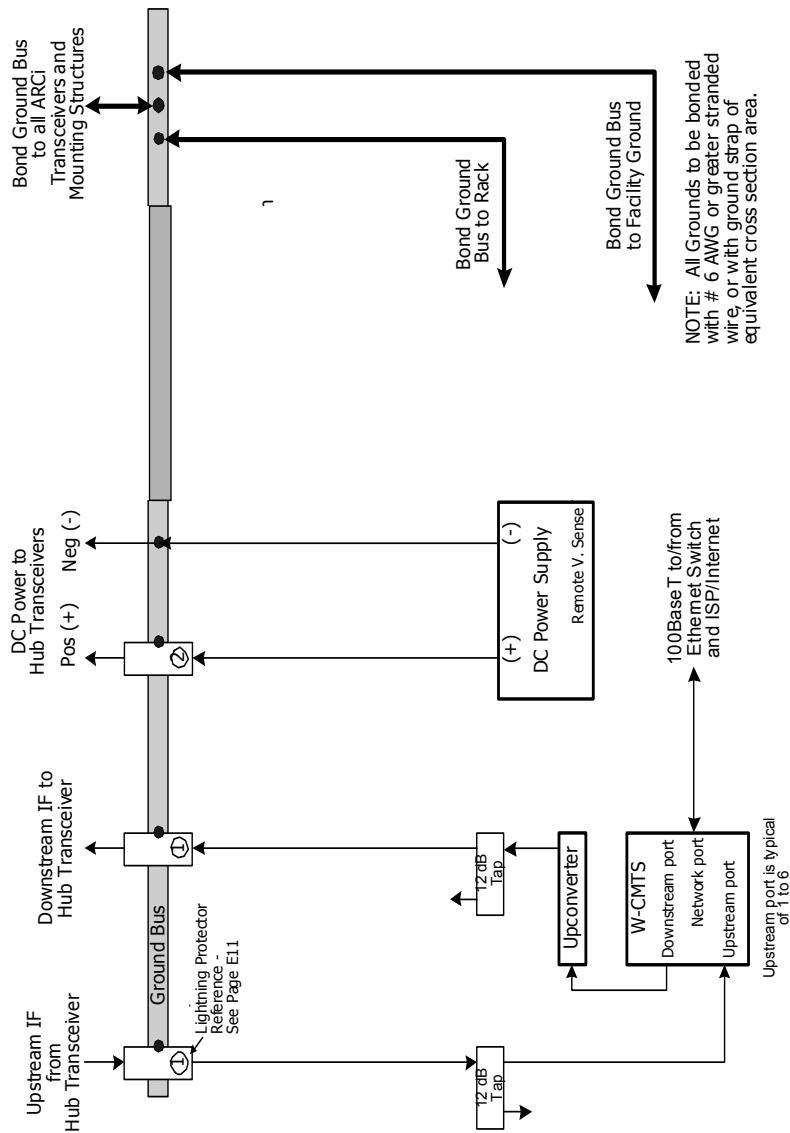 Upstream IF
from
Hub Transceiver
Downstream IF to
Hub Transceiver
DC Power to
Hub Transceivers
Pos (+)
Neg (-)
Bond Ground Bus
to all ARCi
Transceivers and
Mounting Structures
Ground Bus
1
1
2
Lightning Protector
Reference -
See Page E11
Bond Ground
Bus to Rack
Bond Ground Bus
to Facility Ground
12 dB
Tap
12 dB
Tap
Upconverter
(+)
(-)
DC Power Supply
Remote V. Sense
W-CMTS
Downstream port
Network port
Upstream port
100BaseT to/from
Ethernet Switch
and ISP/Internet
Upstream port is typical
of 1 to 6
NOTE: All Grounds to be bonded
with # 6 AWG or greater stranded
wire, or with ground strap of
equivalent cross section area.